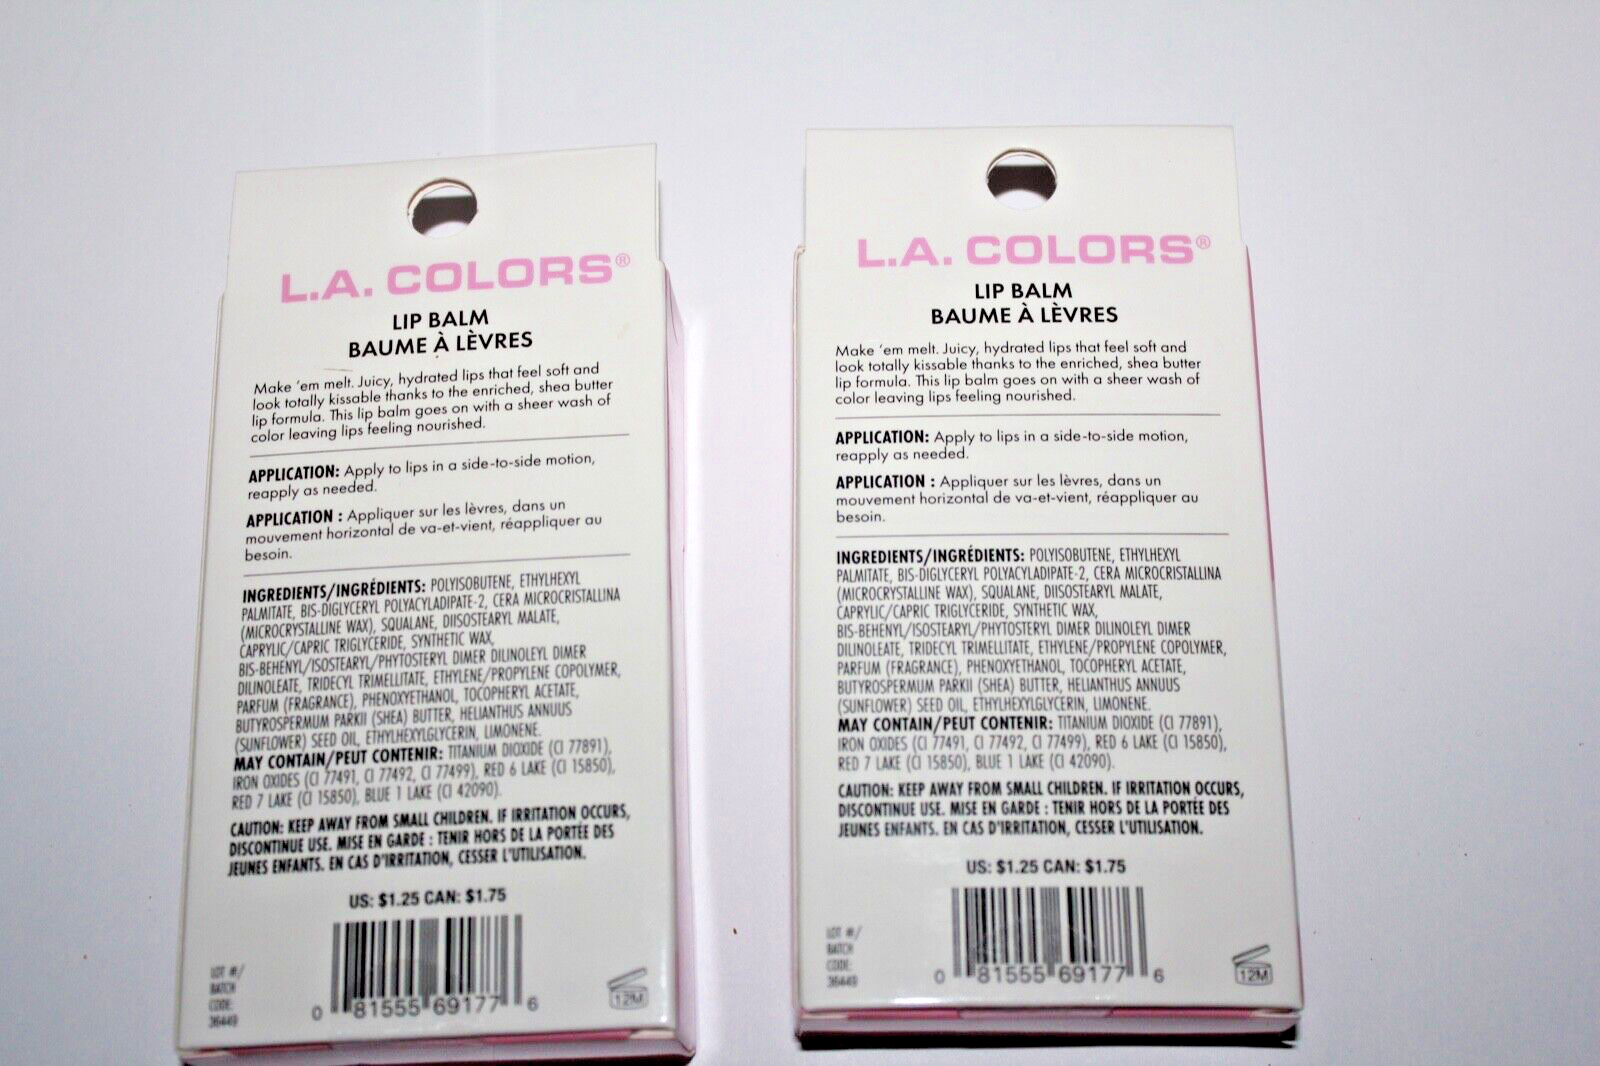 L.A. COLORS®
LIP BALM
BAUME À LÈVRES
Make 'em melt. Juicy, hydrated lips that feel soft and
look totally kissable thanks to the enriched, shea butter
lip formula. This lip balm goes on with a sheer wash of
color leaving lips feeling nourished.
APPLICATION: Apply to lips in a side-to-side motion,
reapply as needed.
APPLICATION : Appliquer sur les lèvres, dans un
mouvement horizontal de va-et-vient, réappliquer au
besoin.
INGREDIENTS/INGRÉDIENTS: POLYISOBUTENE, ETHYLHEXYL
PALMITATE, BIS-DIGLYCERYL POLYACYLADIPATE-2, CERA MICROCRISTALLINA
(MICROCRYSTALLINE WAX), SQUALANE, DIISOSTEARYL MALATE,
CAPRYLIC/CAPRIC TRIGLYCERIDE, SYNTHETIC WAX,
BIS-BEHENYL/ISOSTEARYL/PHYTOSTERYL DIMER DILINOLEYL DIMER
DILINOLEATE, TRIDECYL TRIMELLITATE, ETHYLENE/PROPYLENE COPOLYMER,
PARFUM (FRAGRANCE), PHENOXYETHANOL, TOCOPHERYL ACETATE,
BUTYROSPERMUM PARKII (SHEA) BUTTER, HELIANTHUS ANNUUS
(SUNFLOWER) SEED OIL, ETHYLHEXYLGLYCERIN, LIMONENE.
MAY CONTAIN/PEUT CONTENIR: TITANIUM DIOXIDE (CI 77891),
IRON OXIDES (CI 77491, CI 77492, CI 77499), RED 6 LAKE (CI 15850),
RED 7 LAKE (CI 15850), BLUE 1 LAKE (CI 42090).
CAUTION: KEEP AWAY FROM SMALL CHILDREN. IF IRRITATION OCCURS,
DISCONTINUE USE. MISE EN GARDE : TENIR HORS DE LA PORTÉE DES
JEUNES ENFANTS. EN CAS D'IRRITATION, CESSER L'UTILISATION.
US: $1.25 CAN: $1.75
LOT #/
BATCH
CODE:
36449
0 81555 69177 6
12M
L.A. COLORS®
LIP BALM
BAUME À LÈVRES
Make 'em melt. Juicy, hydrated lips that feel soft and
look totally kissable thanks to the enriched, shea butter
lip formula. This lip balm goes on with a sheer wash of
color leaving lips feeling nourished.
APPLICATION: Apply to lips in a side-to-side motion,
reapply as needed.
APPLICATION : Appliquer sur les lèvres, dans un
mouvement horizontal de va-et-vient, réappliquer au
besoin.
INGREDIENTS/INGRÉDIENTS: POLYISOBUTENE, ETHYLHEXYL
PALMITATE, BIS-DIGLYCERYL POLYACYLADIPATE-2, CERA MICROCRISTALLINA
(MICROCRYSTALLINE WAX), SQUALANE, DIISOSTEARYL MALATE,
CAPRYLIC/CAPRIC TRIGLYCERIDE, SYNTHETIC WAX,
BIS-BEHENYL/ISOSTEARYL/PHYTOSTERYL DIMER DILINOLEYL DIMER
DILINOLEATE, TRIDECYL TRIMELLITATE, ETHYLENE/PROPYLENE COPOLYMER,
PARFUM (FRAGRANCE), PHENOXYETHANOL, TOCOPHERYL ACETATE,
BUTYROSPERMUM PARKII (SHEA) BUTTER, HELIANTHUS ANNUUS
(SUNFLOWER) SEED OIL, ETHYLHEXYLGLYCERIN, LIMONENE.
MAY CONTAIN/PEUT CONTENIR: TITANIUM DIOXIDE (CI 77891),
IRON OXIDES (CI 77491, CI 77492, CI 77499), RED 6 LAKE (CI 15850),
RED 7 LAKE (CI 15850), BLUE 1 LAKE (CI 42090).
CAUTION: KEEP AWAY FROM SMALL CHILDREN. IF IRRITATION OCCURS,
DISCONTINUE USE. MISE EN GARDE : TENIR HORS DE LA PORTÉE DES
JEUNES ENFANTS. EN CAS D'IRRITATION, CESSER L'UTILISATION.
US: $1.25 CAN: $1.75
LOT #/
BATCH
CODE:
36449
0 81555 69177 6
12M